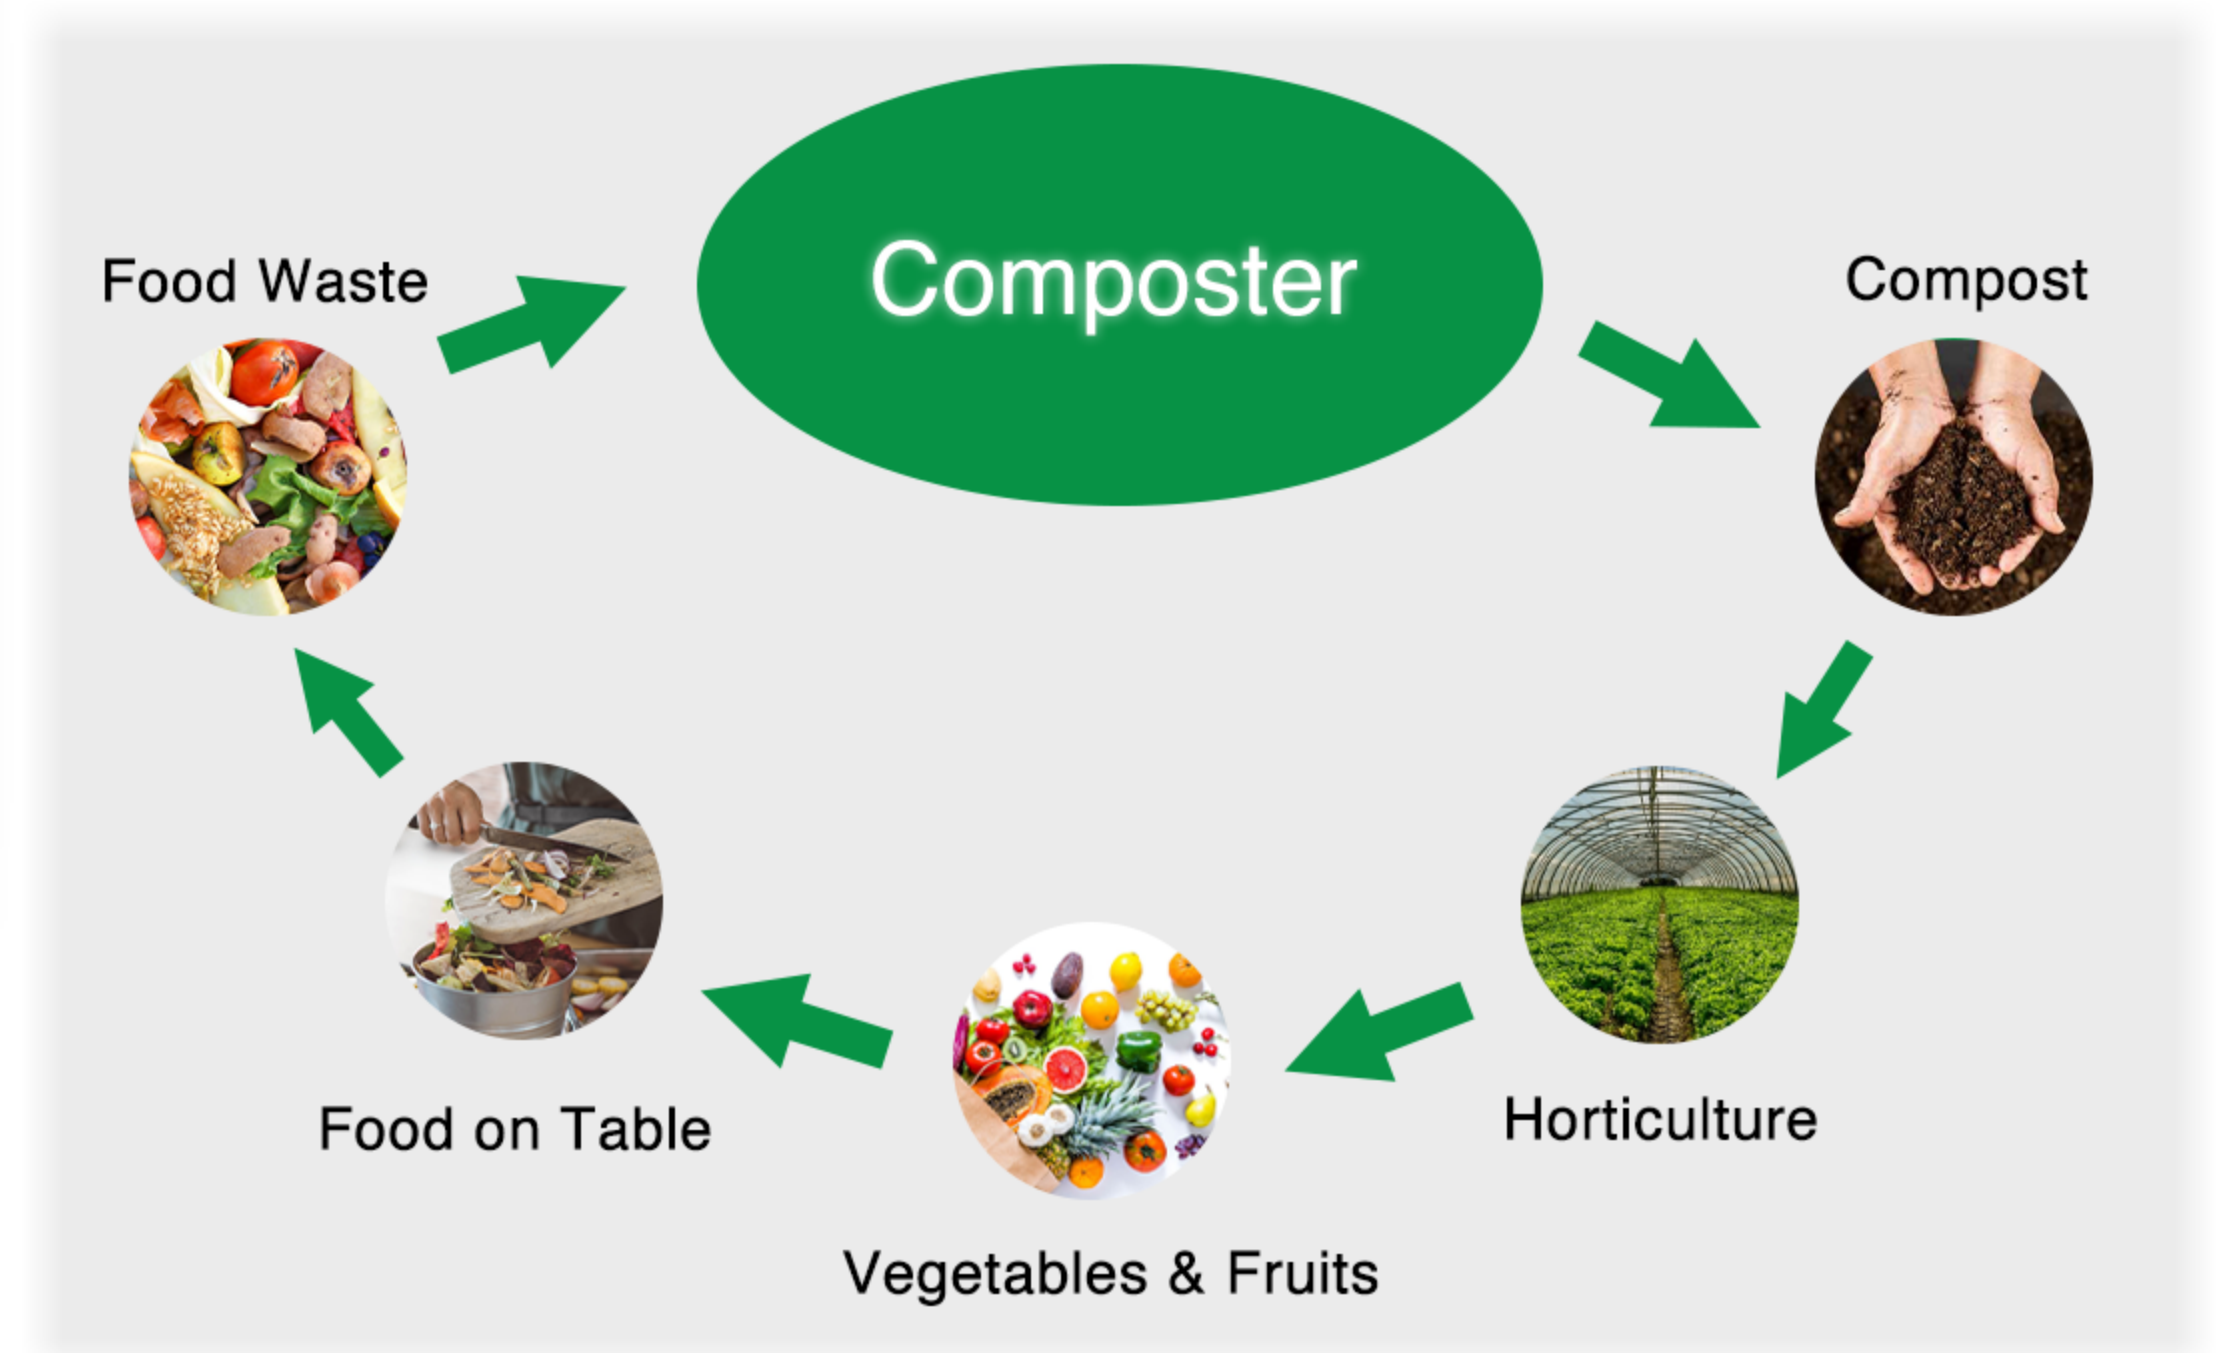 Composter
Food Waste
Compost
Food on Table
Horticulture
Vegetables & Fruits